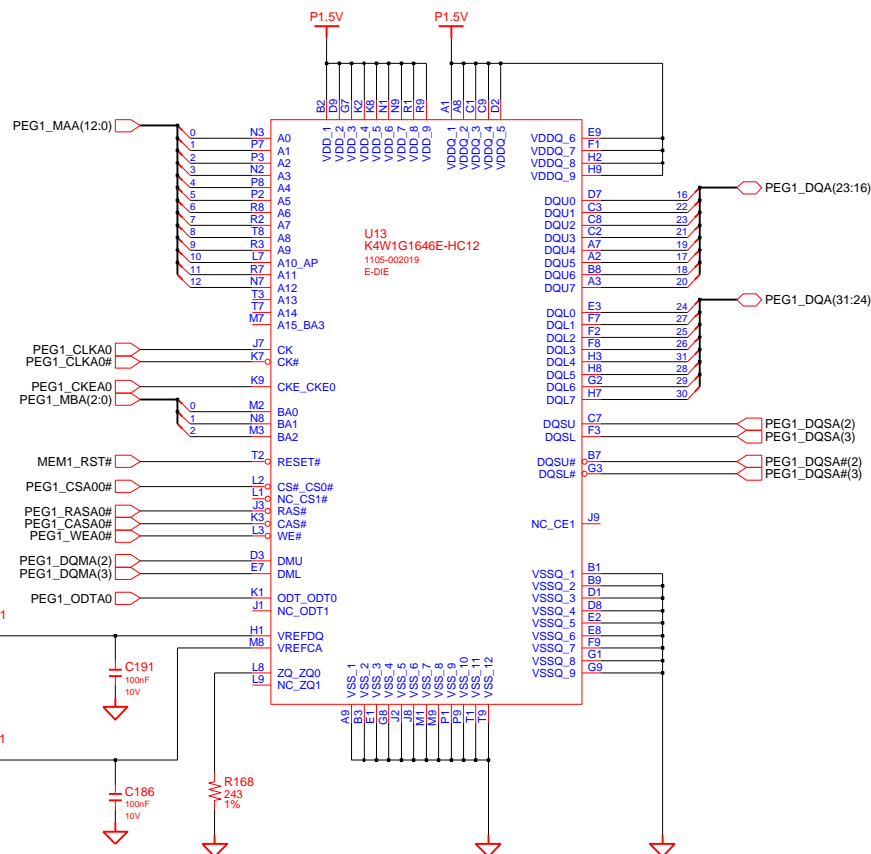 P1.5V
P1.5V
B2
D9
G7
K2
K8
N1
N9
R1
R9
A1
A8
C1
C9
D2
VDD_1
VDD_2
VDD_3
VDD_4
VDD_5
VDD_6
VDD_7
VDD_8
VDD_9
VDDQ_1
VDDQ_2
VDDQ_3
VDDQ_4
VDDQ_5
PEG1_MAA(12:0)
0 N3 A0
1 P7 A1
2 P3 A2
3 N2 A3
4 P8 A4
5 P2 A5
6 R8 A6
7 R2 A7
8 T8 A8
9 R3 A9
10 L7 A10_AP
11 R7 A11
12 N7 A12
T3 A13
T7 A14
M7 A15_BA3
VDDQ_6 E9
VDDQ_7 F1
VDDQ_8 H2
VDDQ_9 H9
U13
K4W1G1646E-HC12
1105-002019
E-DIE
DQU0 D7 16
DQU1 C3 22
DQU2 C8 23
DQU3 C2 21
DQU4 A7 19
DQU5 A2 17
DQU6 B8 18
DQU7 A3 20
PEG1_DQA(23:16)
DQL0 E3 24
DQL1 F7 27
DQL2 F2 25
DQL3 F8 26
DQL4 H3 31
DQL5 H8 28
DQL6 G2 29
DQL7 H7 30
PEG1_DQA(31:24)
PEG1_CLKA0 J7 CK
PEG1_CLKA0# K7 CK#
PEG1_CKEA0 K9 CKE_CKE0
PEG1_MBA(2:0)
0 M2 BA0
1 N8 BA1
2 M3 BA2
DQSU C7 PEG1_DQSA(2)
DQSL F3 PEG1_DQSA(3)
DQSU# B7 PEG1_DQSA#(2)
DQSL# G3 PEG1_DQSA#(3)
MEM1_RST# T2 RESET#
PEG1_CSA00# L2 CS#_CS0#
L1 NC_CS1#
PEG1_RASA0# J3 RAS#
PEG1_CASA0# K3 CAS#
PEG1_WEA0# L3 WE#
NC_CE1 J9
PEG1_DQMA(2) D3 DMU
PEG1_DQMA(3) E7 DML
PEG1_ODTA0 K1 ODT_ODT0
J1 NC_ODT1
VSSQ_1 B1
VSSQ_2 B9
VSSQ_3 D1
VSSQ_4 D8
VSSQ_5 E2
VSSQ_6 E8
VSSQ_7 F9
VSSQ_8 G1
VSSQ_9 G9
1
H1 VREFDQ
M8 VREFCA
C191
100nF
10V
L8 ZQ_ZQ0
L9 NC_ZQ1
VSS_1
VSS_2
VSS_3
VSS_4
VSS_5
VSS_6
VSS_7
VSS_8
VSS_9
VSS_10
VSS_11
VSS_12
A9
B3
E1
G8
J2
J8
M1
M9
P1
P9
T1
T9
1
C186
100nF
10V
R168
243
1%